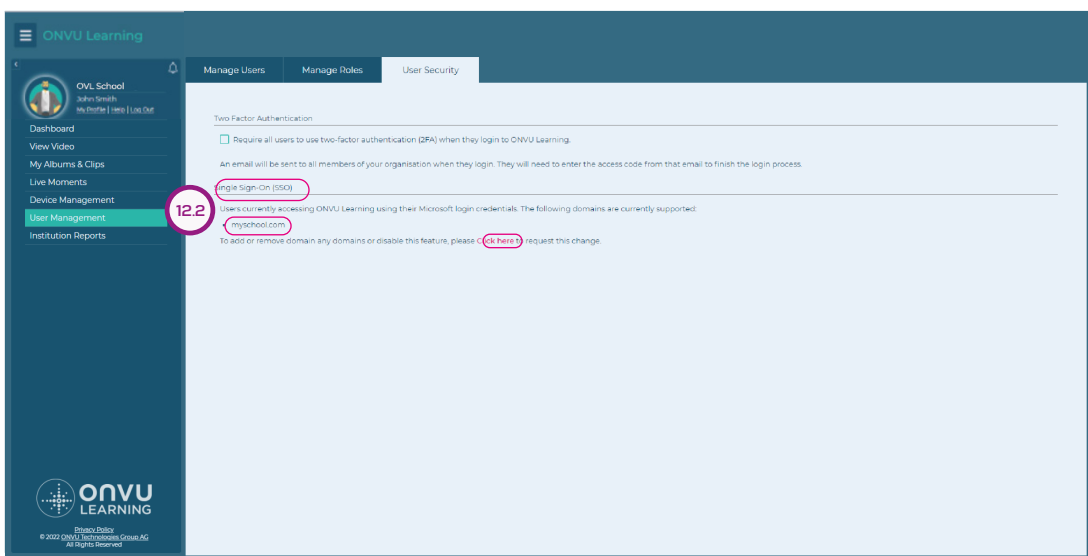 ONVU Learning
OVL School
John Smith
My Profile | Help | Log Out
Dashboard
View Video
My Albums & Clips
Live Moments
Device Management
User Management
Institution Reports
ONVU
LEARNING
Privacy Policy
© 2022 ONVU Technologies Group AG
All Rights Reserved
Manage Users
Manage Roles
User Security
Two Factor Authentication
Require all users to use two-factor authentication (2FA) when they login to ONVU Learning.
An email will be sent to all members of your organisation when they login. They will need to enter the access code from that email to finish the login process.
Single Sign-On (SSO)
12.2
Users currently accessing ONVU Learning using their Microsoft login credentials. The following domains are currently supported:
• myschool.com
To add or remove domain any domains or disable this feature, please Click here to request this change.